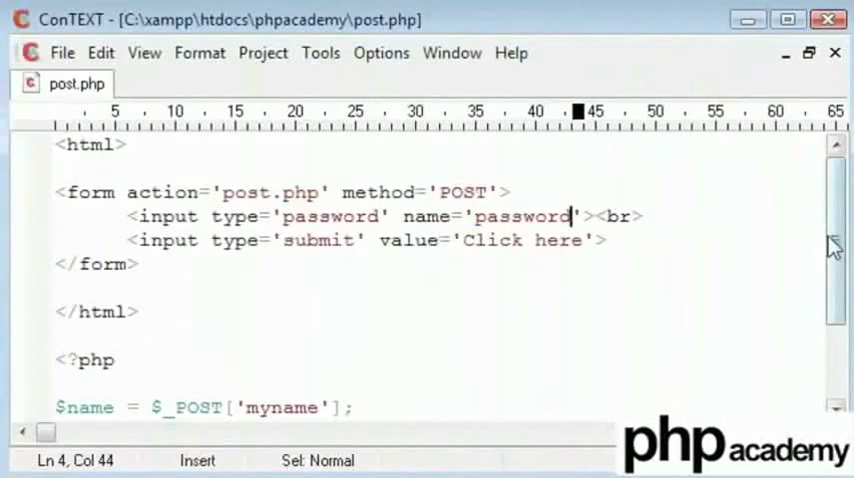 ConTEXT - [C:\xampp\htdocs\phpacademy\post.php]
File Edit View Format Project Tools Options Window Help
post.php
5 10 15 20 25 30 35 40 45 50 55 60 65
<html>
<form action='post.php' method='POST'>
<input type='password' name='password'><br>
<input type='submit' value='Click here'>
</form>
</html>
<?php
$name = $_POST['myname'];
Ln 4, Col 44 Insert Sel: Normal
php academy